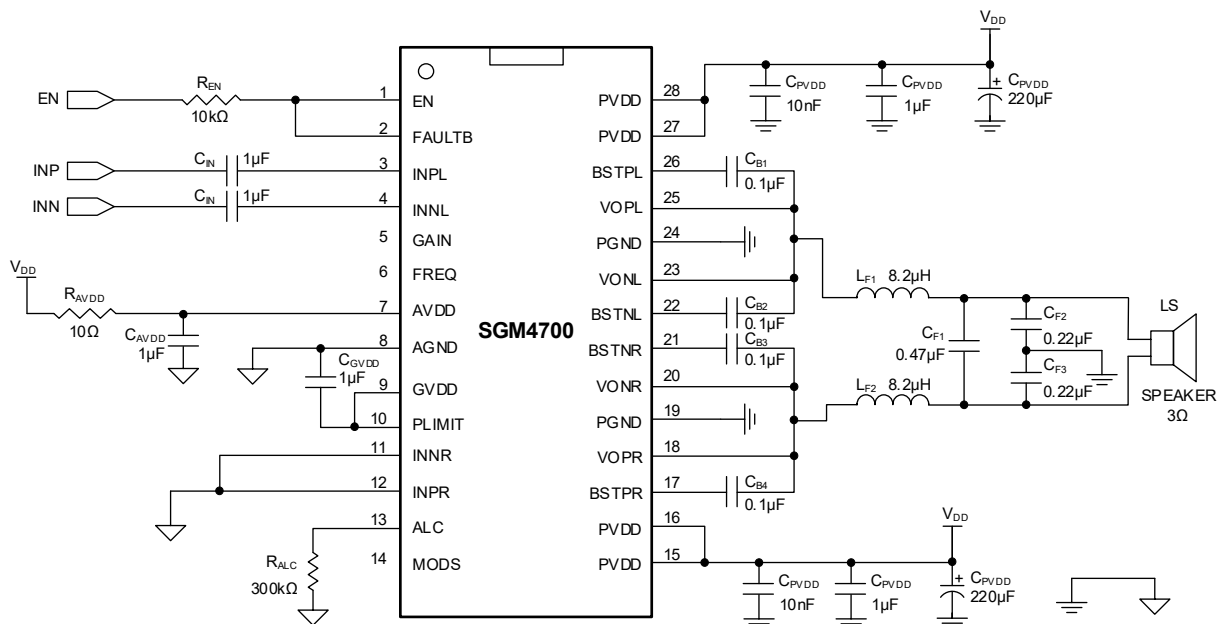 VDD
CPVDD
10nF
CPVDD
1μF
+
CPVDD
220μF
EN
REN
10kΩ
1
EN
2
FAULTB
INP
CIN
1μF
3
INPL
INN
CIN
1μF
4
INNL
5
GAIN
6
FREQ
VDD
RAVDD
10Ω
7
AVDD
CAVDD
1μF
8
AGND
CGVDD
1μF
9
GVDD
10
PLIMIT
11
INNR
12
INPR
13
ALC
RALC
300kΩ
14
MODS
SGM4700
PVDD
28
PVDD
27
BSTPL
26
CB1
0.1μF
VOPL
25
PGND
24
VONL
23
BSTNL
22
CB2
0.1μF
BSTNR
21
CB3
0.1μF
VONR
20
PGND
19
VOPR
18
BSTPR
17
CB4
0.1μF
PVDD
16
PVDD
15
LF1
8.2μH
CF1
0.47μF
CF2
0.22μF
CF3
0.22μF
LF2
8.2μH
LS
SPEAKER
3Ω
VDD
CPVDD
10nF
CPVDD
1μF
+
CPVDD
220μF